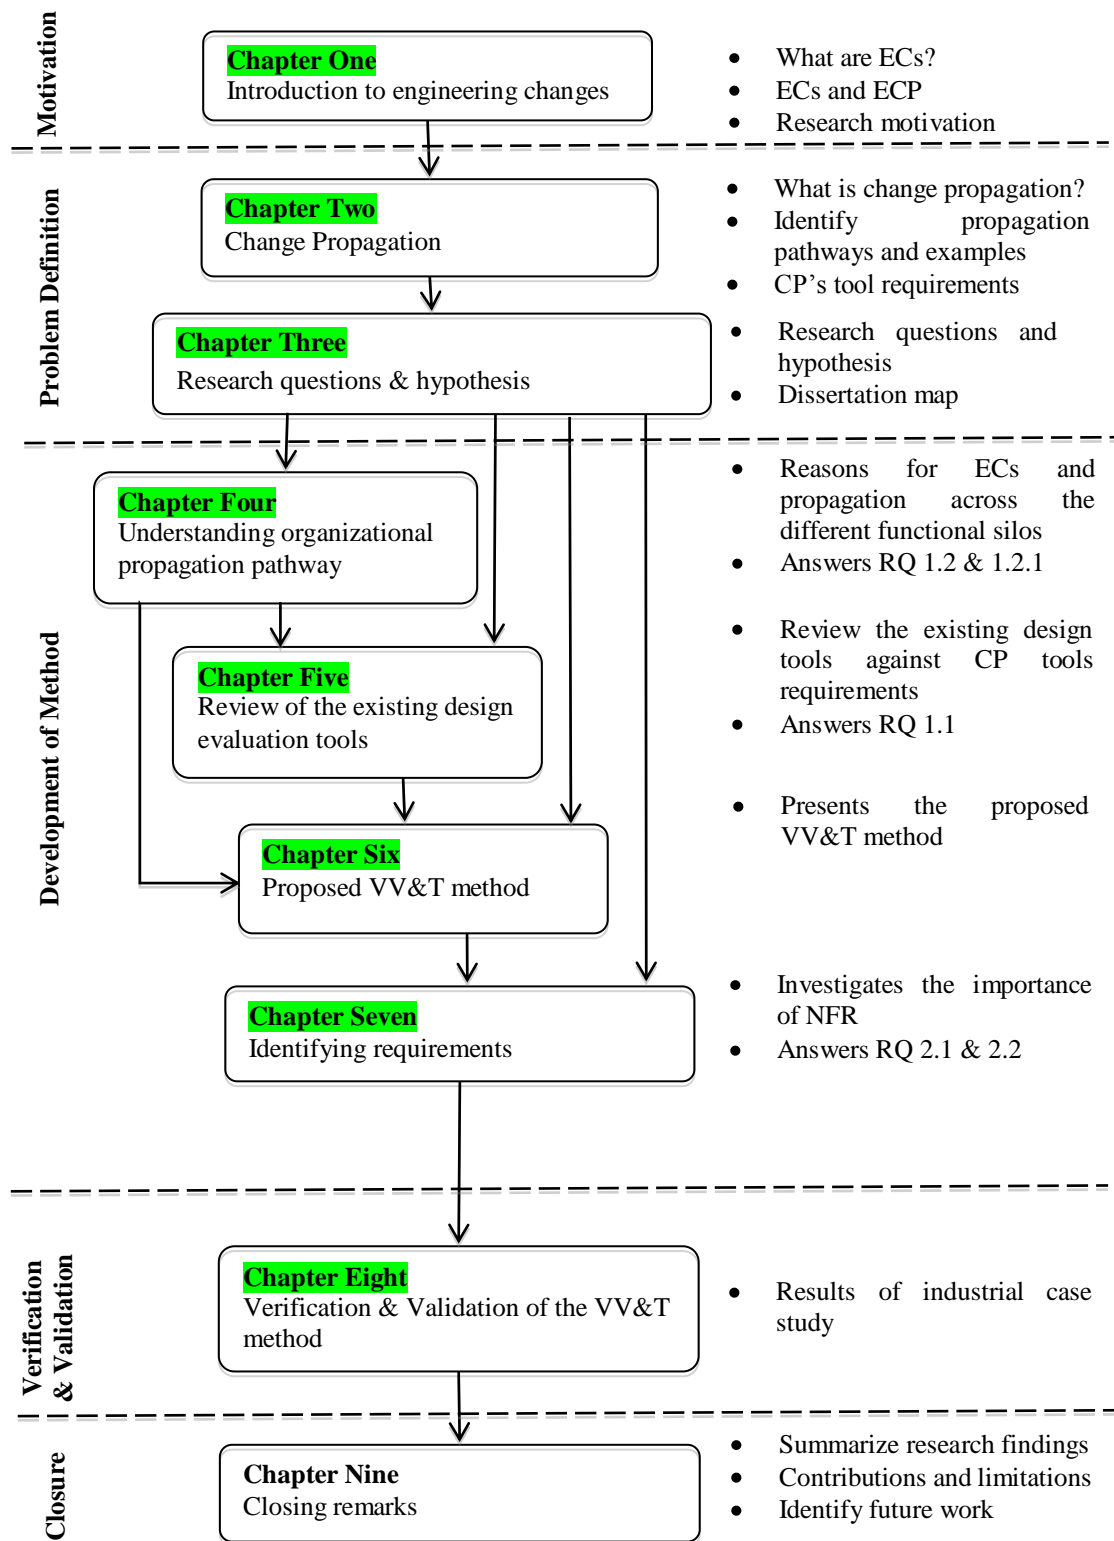 Motivation
Chapter One
Introduction to engineering changes
• What are ECs?
• ECs and ECP
• Research motivation
Problem Definition
Chapter Two
Change Propagation
• What is change propagation?
• Identify propagation
pathways and examples
• CP's tool requirements
Chapter Three
Research questions & hypothesis
• Research questions and
hypothesis
• Dissertation map
Development of Method
Chapter Four
Understanding organizational
propagation pathway
• Reasons for ECs and
propagation across the
different functional silos
• Answers RQ 1.2 & 1.2.1
Chapter Five
Review of the existing design
evaluation tools
• Review the existing design
tools against CP tools
requirements
• Answers RQ 1.1
Chapter Six
Proposed VV&T method
• Presents the proposed
VV&T method
Chapter Seven
Identifying requirements
• Investigates the importance
of NFR
• Answers RQ 2.1 & 2.2
Verification
& Validation
Chapter Eight
Verification & Validation of the VV&T
method
• Results of industrial case
study
Closure
Chapter Nine
Closing remarks
• Summarize research findings
• Contributions and limitations
• Identify future work